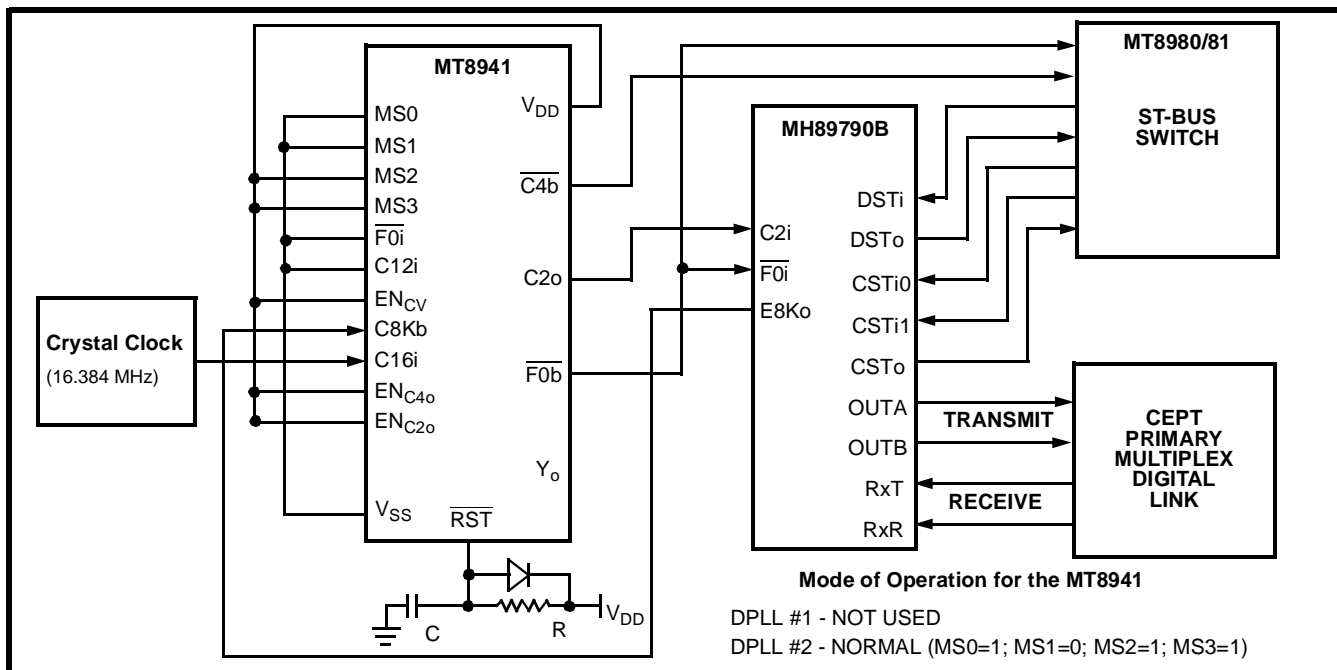 MT8941
MS0
MS1
MS2
MS3
F0i
C12i
EN_CV
C8Kb
C16i
EN_C4o
EN_C2o
V_SS
RST
V_DD
C4b
C2o
F0b
Y_o
Crystal Clock
(16.384 MHz)
C
R
V_DD
MH89790B
C2i
F0i
E8Ko
DSTi
DSTo
CSTi0
CSTi1
CSTo
OUTA
OUTB
RxT
RxR
MT8980/81
ST-BUS
SWITCH
TRANSMIT
RECEIVE
CEPT
PRIMARY
MULTIPLEX
DIGITAL
LINK
Mode of Operation for the MT8941
DPLL #1 - NOT USED
DPLL #2 - NORMAL (MS0=1; MS1=0; MS2=1; MS3=1)